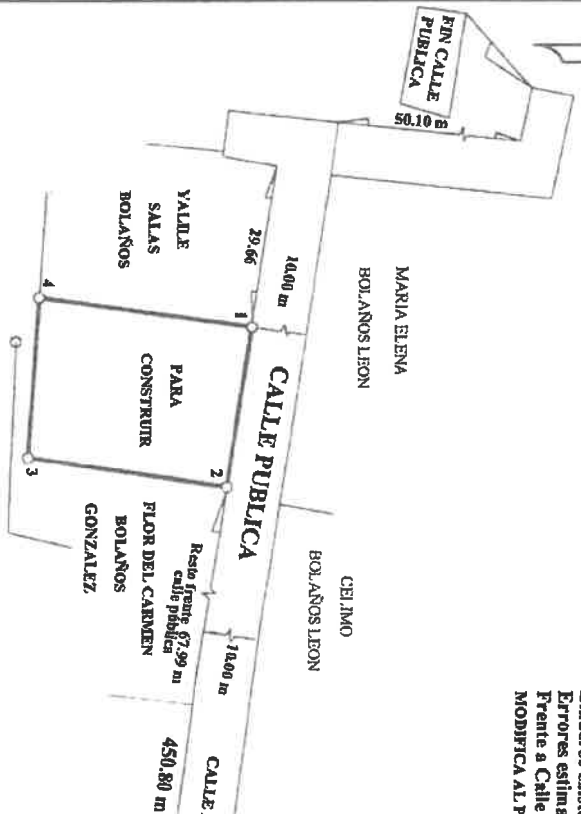 FIN CALLE
PUBLICA
50.10 m
MARIA ELENA
BOLAÑOS LEON
YALILE
SALAS
BOLAÑOS
29.66
10.00 m
CALLE PUBLICA
1
2
3
4
PARA
CONSTRUIR
CELIMO
BOLAÑOS LEON
FLOR DEL CARMEN
BOLAÑOS
GONZALEZ
Resto frente 67.99 m
calle pública
10.00 m
CALLE
450.80 m
Errores estima
Frente a Calle
MODIFICA AL P